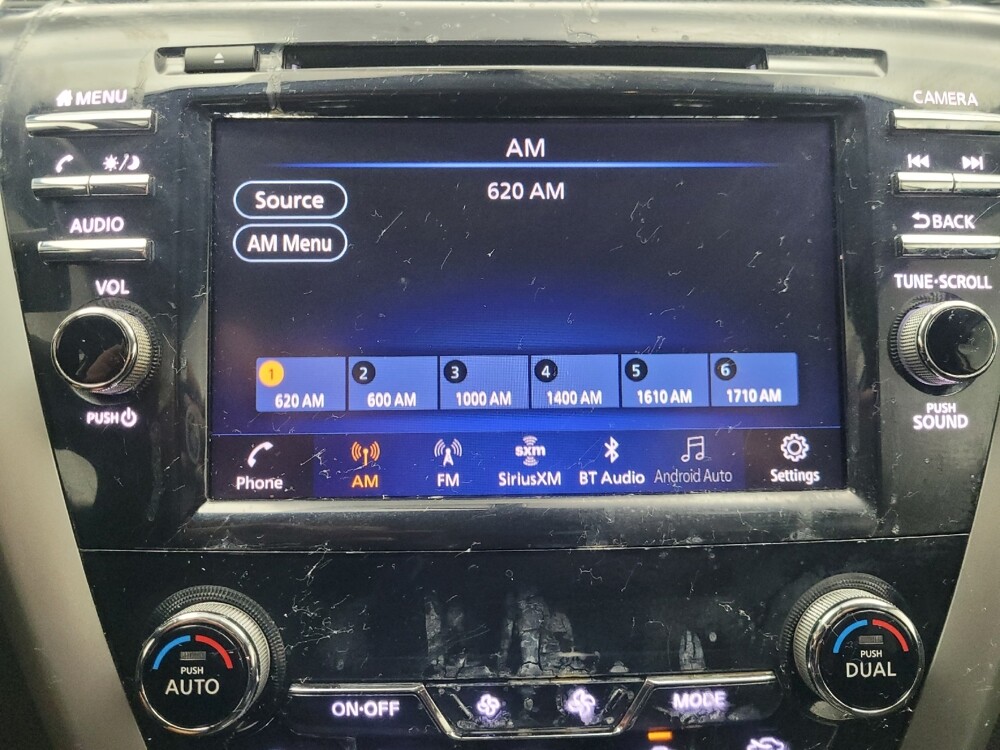 MENU
CAMERA
AUDIO
BACK
VOL
TUNE·SCROLL
PUSH
PUSH
SOUND
AM
620 AM
Source
AM Menu
1 2 3 4 5 6
620 AM 600 AM 1000 AM 1400 AM 1610 AM 1710 AM
sxm
Phone AM FM SiriusXM BT Audio Android Auto Settings
PUSH
AUTO
PUSH
DUAL
ON·OFF
MODE